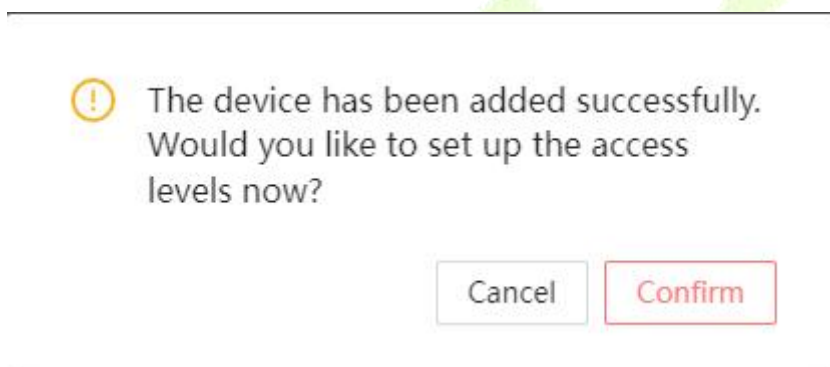 The device has been added successfully.
Would you like to set up the access
levels now?
Cancel Confirm